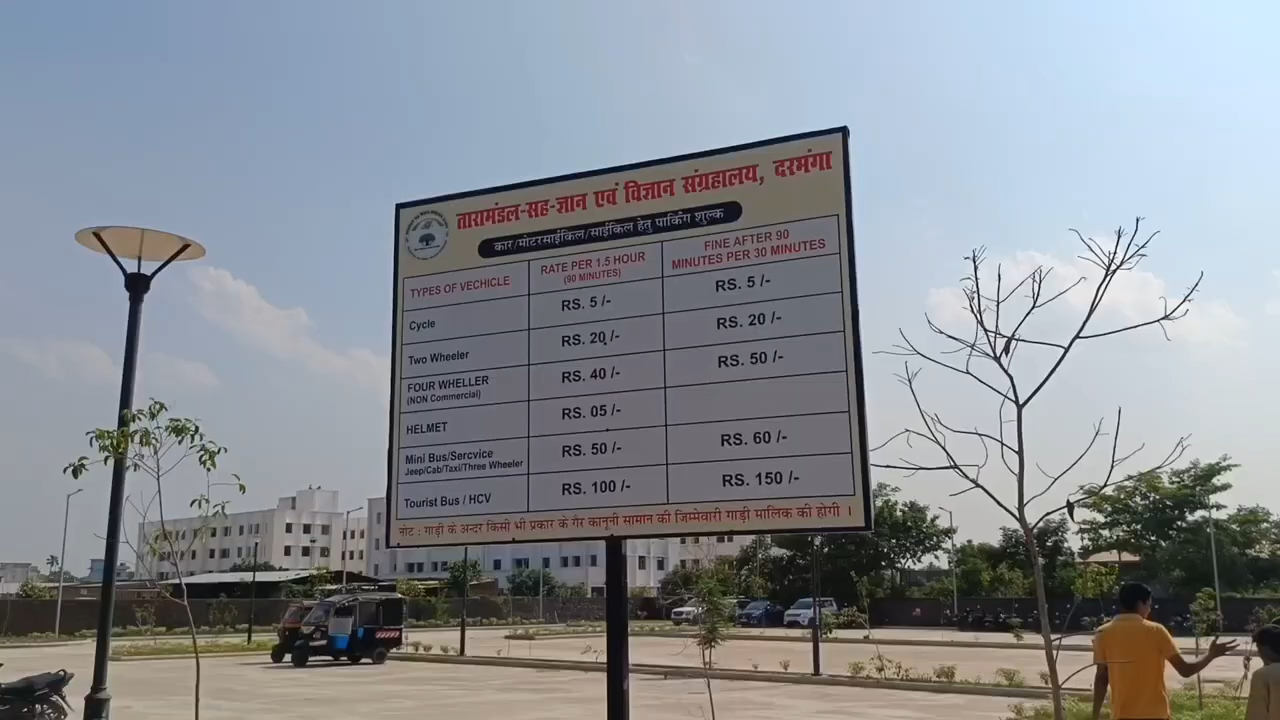 तारामंडल-सह-ज्ञान एवं विज्ञान संग्रहालय, दरभंगा
कार/मोटरसाईकिल/साईकिल हेतु पार्किंग शुल्क
TYPES OF VECHICLE RATE PER 1.5 HOUR (90 MINUTES) FINE AFTER 90 MINUTES PER 30 MINUTES
Cycle RS. 5 /- RS. 5 /-
Two Wheeler RS. 20 /- RS. 20 /-
FOUR WHELLER (NON Commercial) RS. 40 /- RS. 50 /-
HELMET RS. 05 /-
Mini Bus/Sercvice Jeep/Cab/Taxi/Three Wheeler RS. 50 /- RS. 60 /-
Tourist Bus / HCV RS. 100 /- RS. 150 /-
नोट : गाड़ी के अन्दर किसी भी प्रकार के गैर कानूनी सामान की जिम्मेवारी गाड़ी मालिक की होगी ।